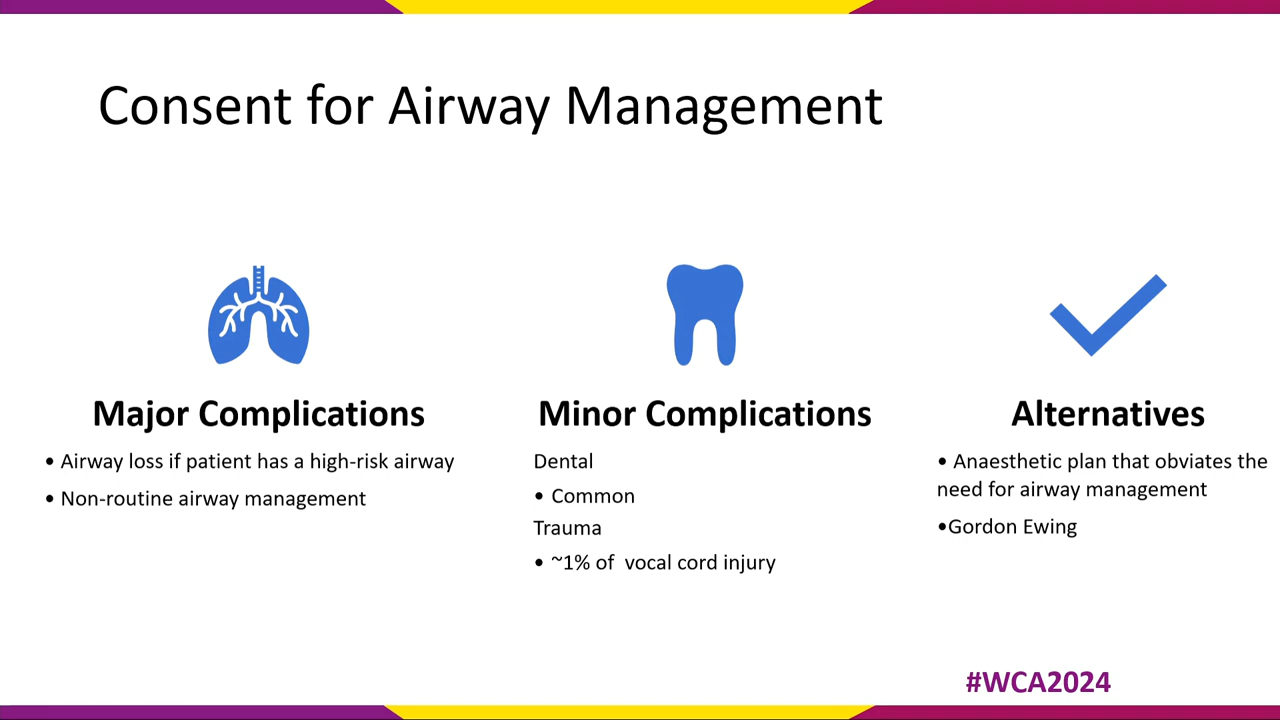 Consent for Airway Management
Major Complications
• Airway loss if patient has a high-risk airway
• Non-routine airway management
Minor Complications
Dental
• Common
Trauma
• ~1% of  vocal cord injury
Alternatives
• Anaesthetic plan that obviates the
need for airway management
•Gordon Ewing
#WCA2024